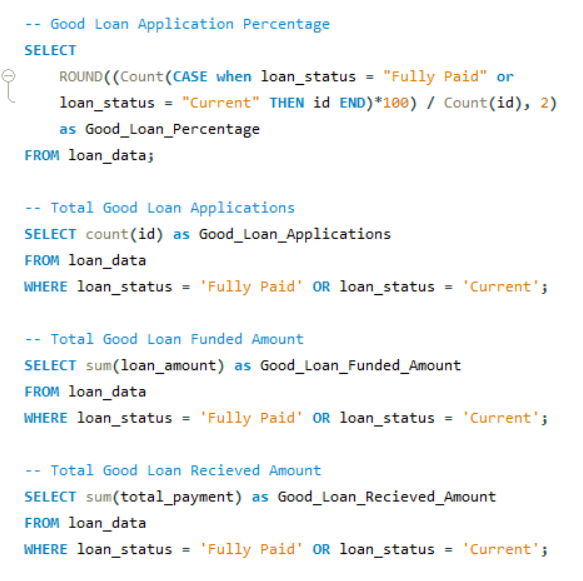 -- Good Loan Application Percentage
SELECT
ROUND((Count(CASE when loan_status = "Fully Paid" or
loan_status = "Current" THEN id END)*100) / Count(id), 2)
as Good_Loan_Percentage
FROM loan_data;
-- Total Good Loan Applications
SELECT count(id) as Good_Loan_Applications
FROM loan_data
WHERE loan_status = 'Fully Paid' OR loan_status = 'Current';
-- Total Good Loan Funded Amount
SELECT sum(loan_amount) as Good_Loan_Funded_Amount
FROM loan_data
WHERE loan_status = 'Fully Paid' OR loan_status = 'Current';
-- Total Good Loan Recieved Amount
SELECT sum(total_payment) as Good_Loan_Recieved_Amount
FROM loan_data
WHERE loan_status = 'Fully Paid' OR loan_status = 'Current';